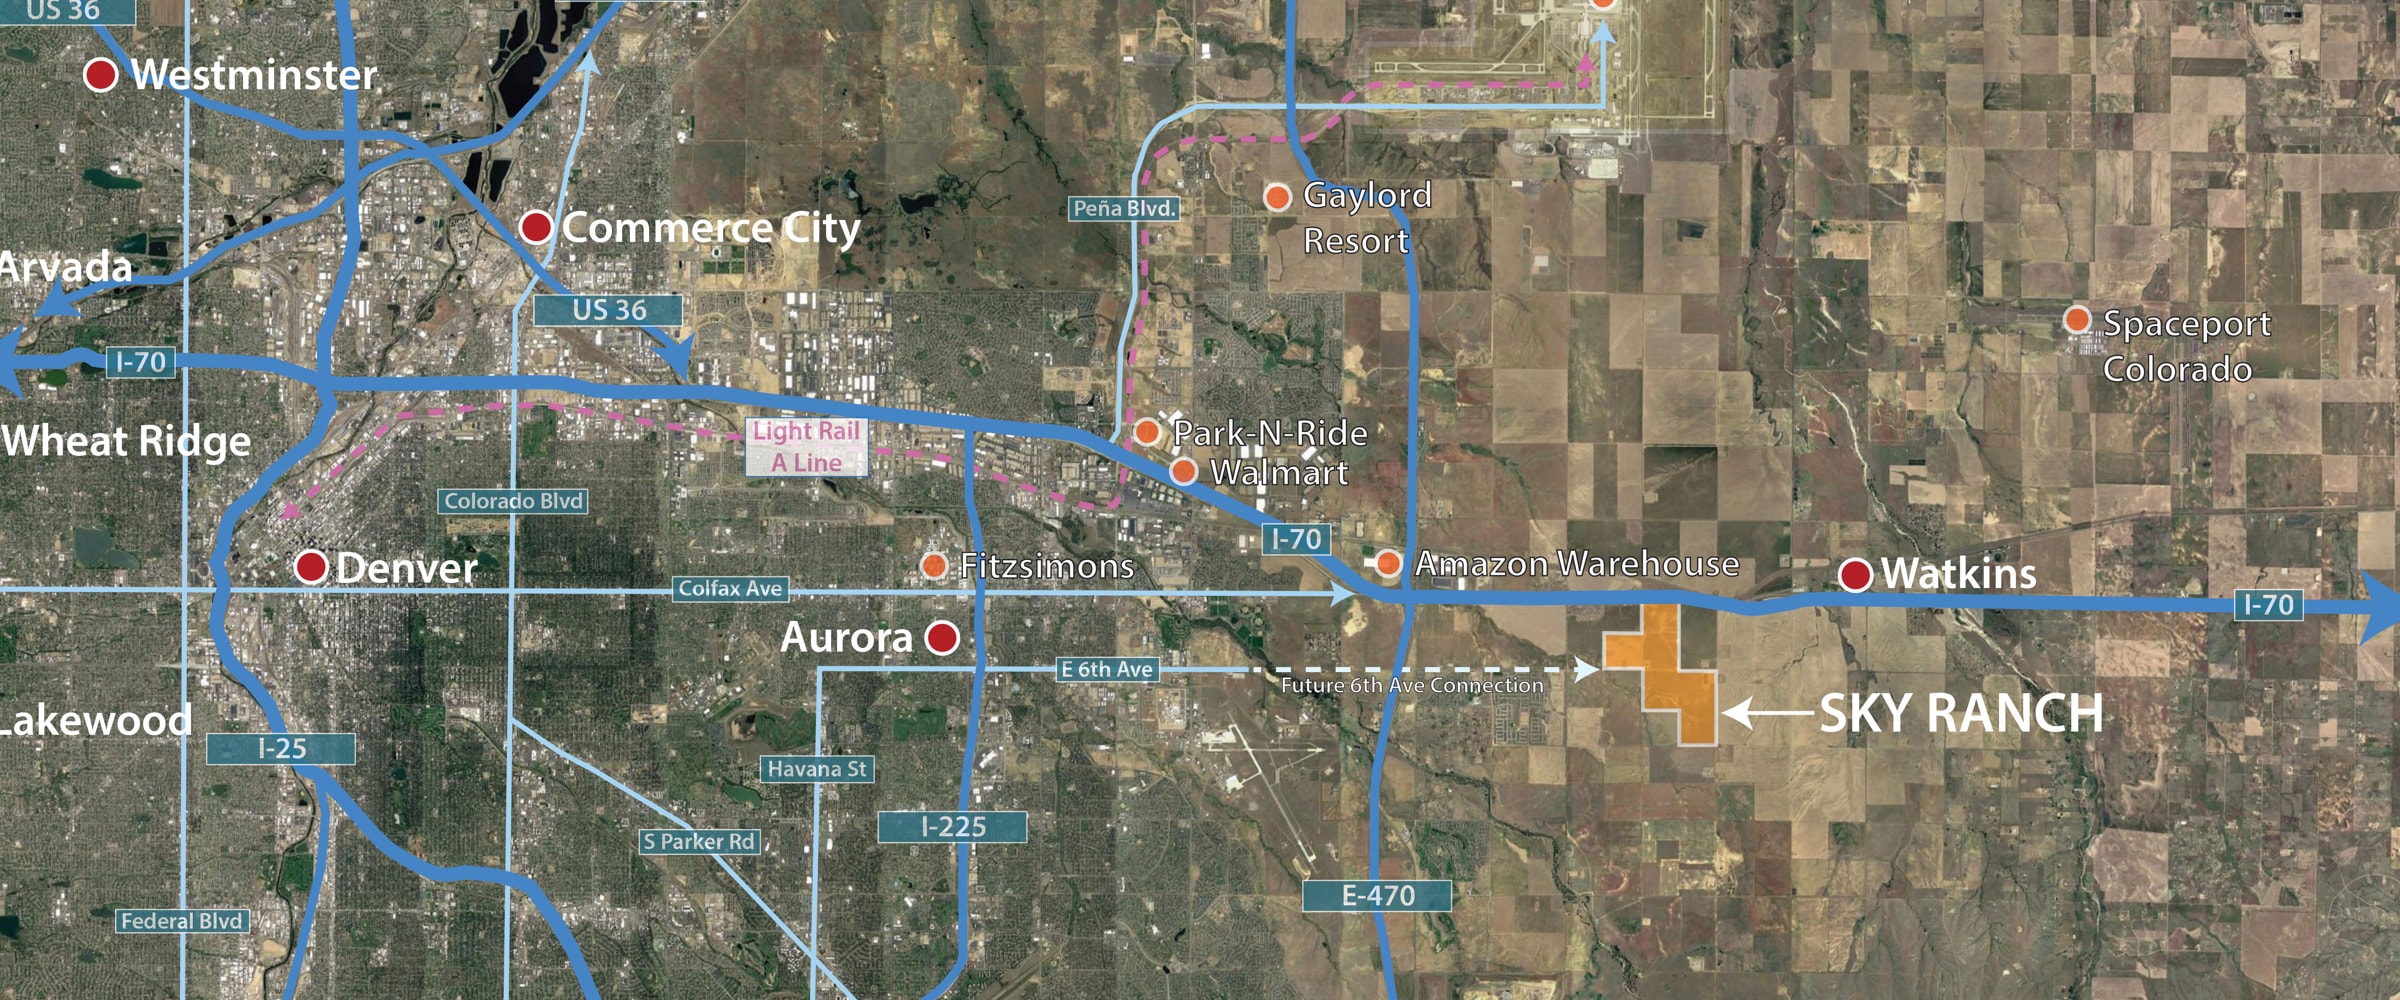 US 36
Westminster
Commerce City
Peña Blvd.
Gaylord
Resort
Arvada
US 36
Spaceport
Colorado
I-70
Wheat Ridge
Light Rail
A Line
Park-N-Ride
Walmart
Colorado Blvd
I-70
Denver
Fitzsimons
Amazon Warehouse
Watkins
Colfax Ave
I-70
Aurora
E 6th Ave
Future 6th Ave Connection
Lakewood
SKY RANCH
I-25
Havana St
I-225
S Parker Rd
E-470
Federal Blvd